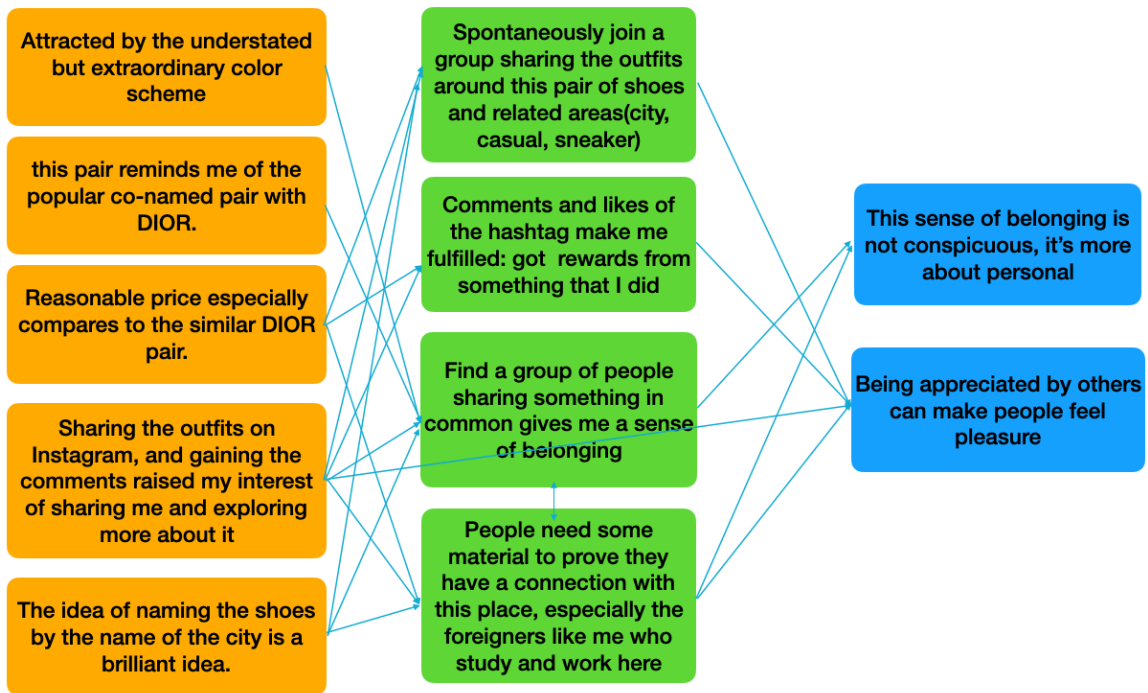 Attracted by the understated
but extraordinary color
scheme
this pair reminds me of the
popular co-named pair with
DIOR.
Reasonable price especially
compares to the similar DIOR
pair.
Sharing the outfits on
Instagram, and gaining the
comments raised my interest
of sharing me and exploring
more about it
The idea of naming the shoes
by the name of the city is a
brilliant idea.
Spontaneously join a
group sharing the outfits
around this pair of shoes
and related areas(city,
casual, sneaker)
Comments and likes of
the hashtag make me
fulfilled: got rewards from
something that I did
Find a group of people
sharing something in
common gives me a sense
of belonging
People need some
material to prove they
have a connection with
this place, especially the
foreigners like me who
study and work here
This sense of belonging is
not conspicuous, it’s more
about personal
Being appreciated by others
can make people feel
pleasure